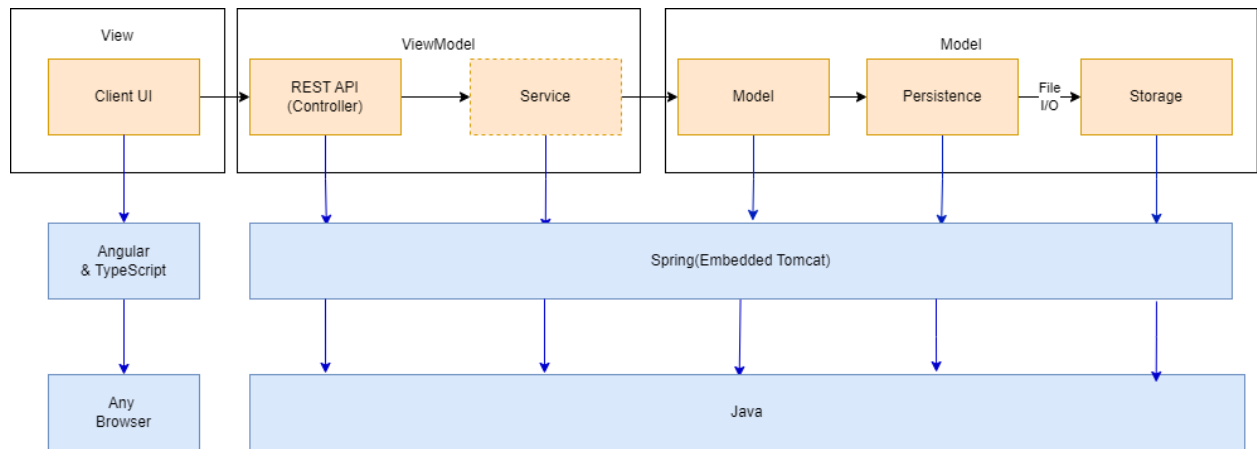 View
ViewModel
Model
Client UI
REST API
(Controller)
Service
Model
Persistence
File
I/O
Storage
Angular
& TypeScript
Spring(Embedded Tomcat)
Any
Browser
Java